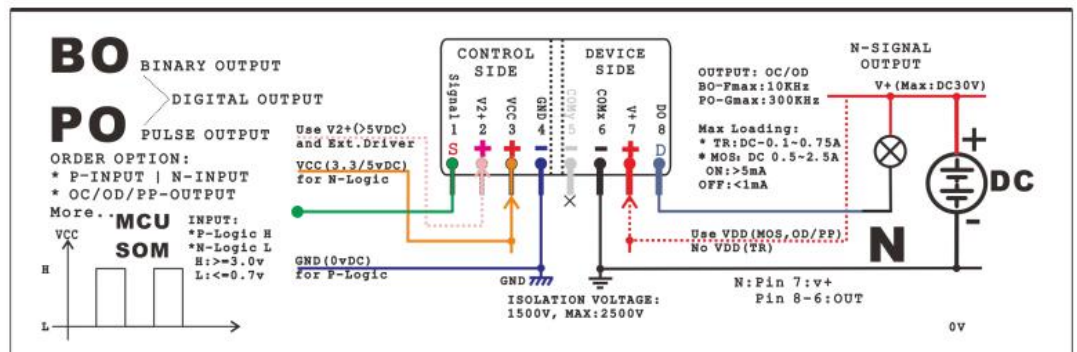 BO BINARY OUTPUT
DIGITAL OUTPUT
PO PULSE OUTPUT
ORDER OPTION:
* P-INPUT | N-INPUT
* OC/OD/PP-OUTPUT
More..
MCU
SOM
VCC
H
L
INPUT:
*P-Logic H
*N-Logic L
H:>=3.0v
L:<=0.7v
Use V2+(>5VDC)
and Ext.Driver
VCC(3.3/5vDC)
for N-Logic
GND(0vDC)
for P-Logic
CONTROL
SIDE
DEVICE
SIDE
Signal 1 S
V2+ 2 +
VCC 3 +
GND 4 -
COMy 5 -
COMx 6 -
V+ 7 +
DO 8 D
GND
ISOLATION VOLTAGE:
1500V, MAX:2500V
OUTPUT: OC/OD
BO-Fmax:10KHz
PO-Gmax:300KHz
Max Loading:
* TR:DC-0.1~0.75A
* MOS: DC 0.5~2.5A
ON:>5mA
OFF:<1mA
N-SIGNAL
OUTPUT
V+(Max:DC30V)
+
DC
-
Use VDD(MOS,OD/PP)
No VDD(TR)
N
N:Pin 7:v+
Pin 8-6:OUT
0V